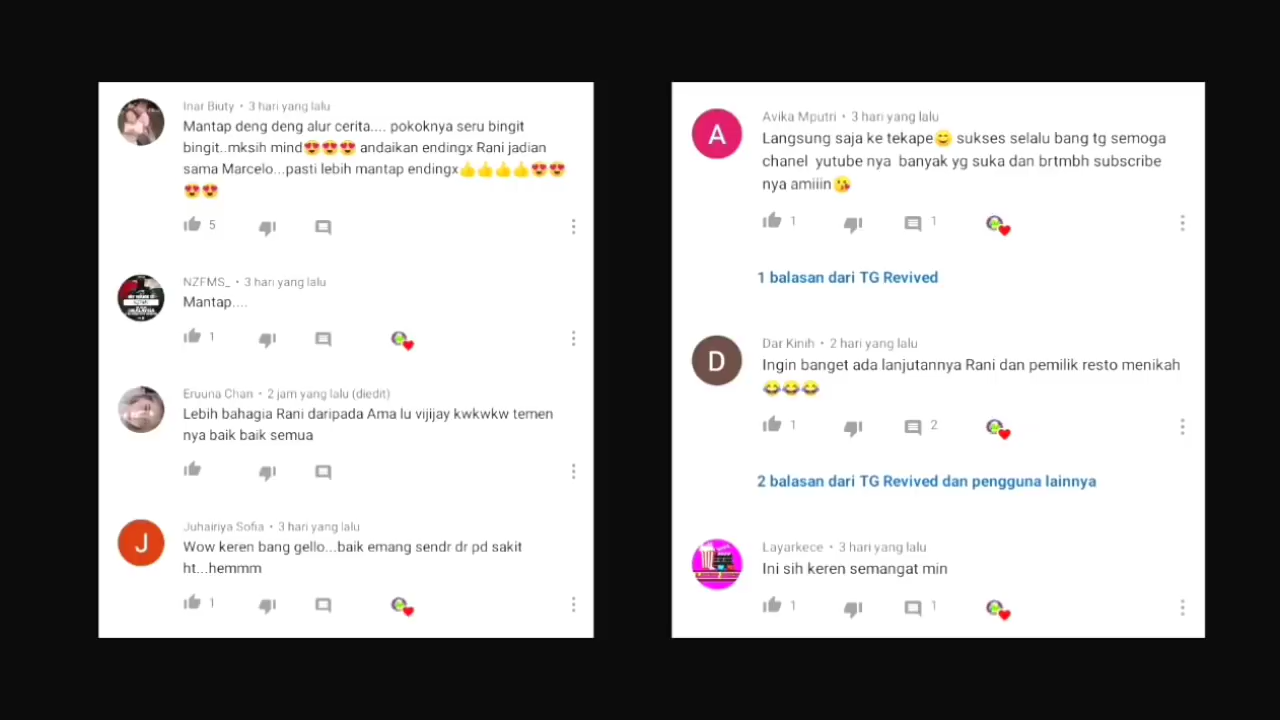 Inar Biuty • 3 hari yang lalu
Mantap deng deng alur cerita.... pokoknya seru bingit
bingit..mksih mind😍😍😍 andaikan endingx Rani jadian
sama Marcelo...pasti lebih mantap endingx👍👍👍👍😍😍
😍😍
5
NZFMS_ • 3 hari yang lalu
Mantap....
1
Eruuna Chan • 2 jam yang lalu (diedit)
Lebih bahagia Rani daripada Ama lu vijijay kwkwkw temen
nya baik baik semua
J
Juhairiya Sofia • 3 hari yang lalu
Wow keren bang gello...baik emang sendr dr pd sakit
ht...hemmm
1
A
Avika Mputri • 3 hari yang lalu
Langsung saja ke tekape😊 sukses selalu bang tg semoga
chanel yutube nya banyak yg suka dan brtmbh subscribe
nya amiiin😘
1 1
1 balasan dari TG Revived
D
Dar Kinih • 2 hari yang lalu
Ingin banget ada lanjutannya Rani dan pemilik resto menikah
😂😂😂
1 2
2 balasan dari TG Revived dan pengguna lainnya
Layarkece • 3 hari yang lalu
Ini sih keren semangat min
1 1